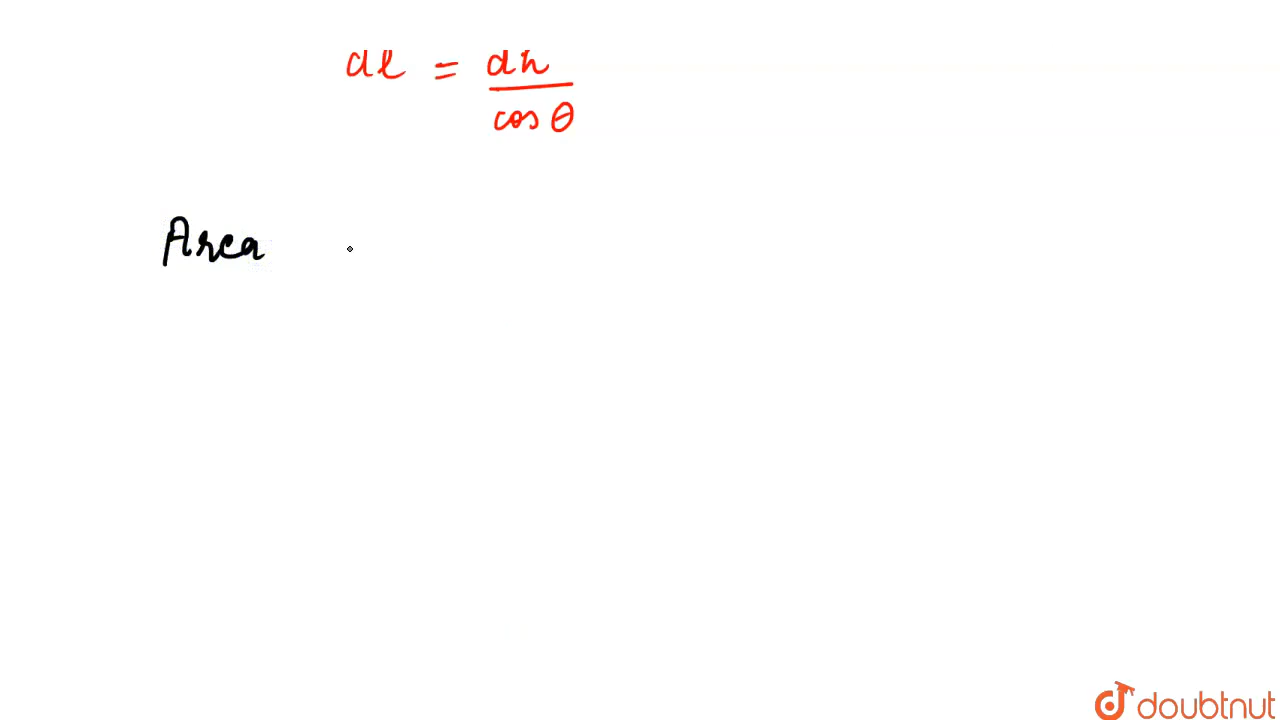 dl = dh
cos θ
Area
doubtnut